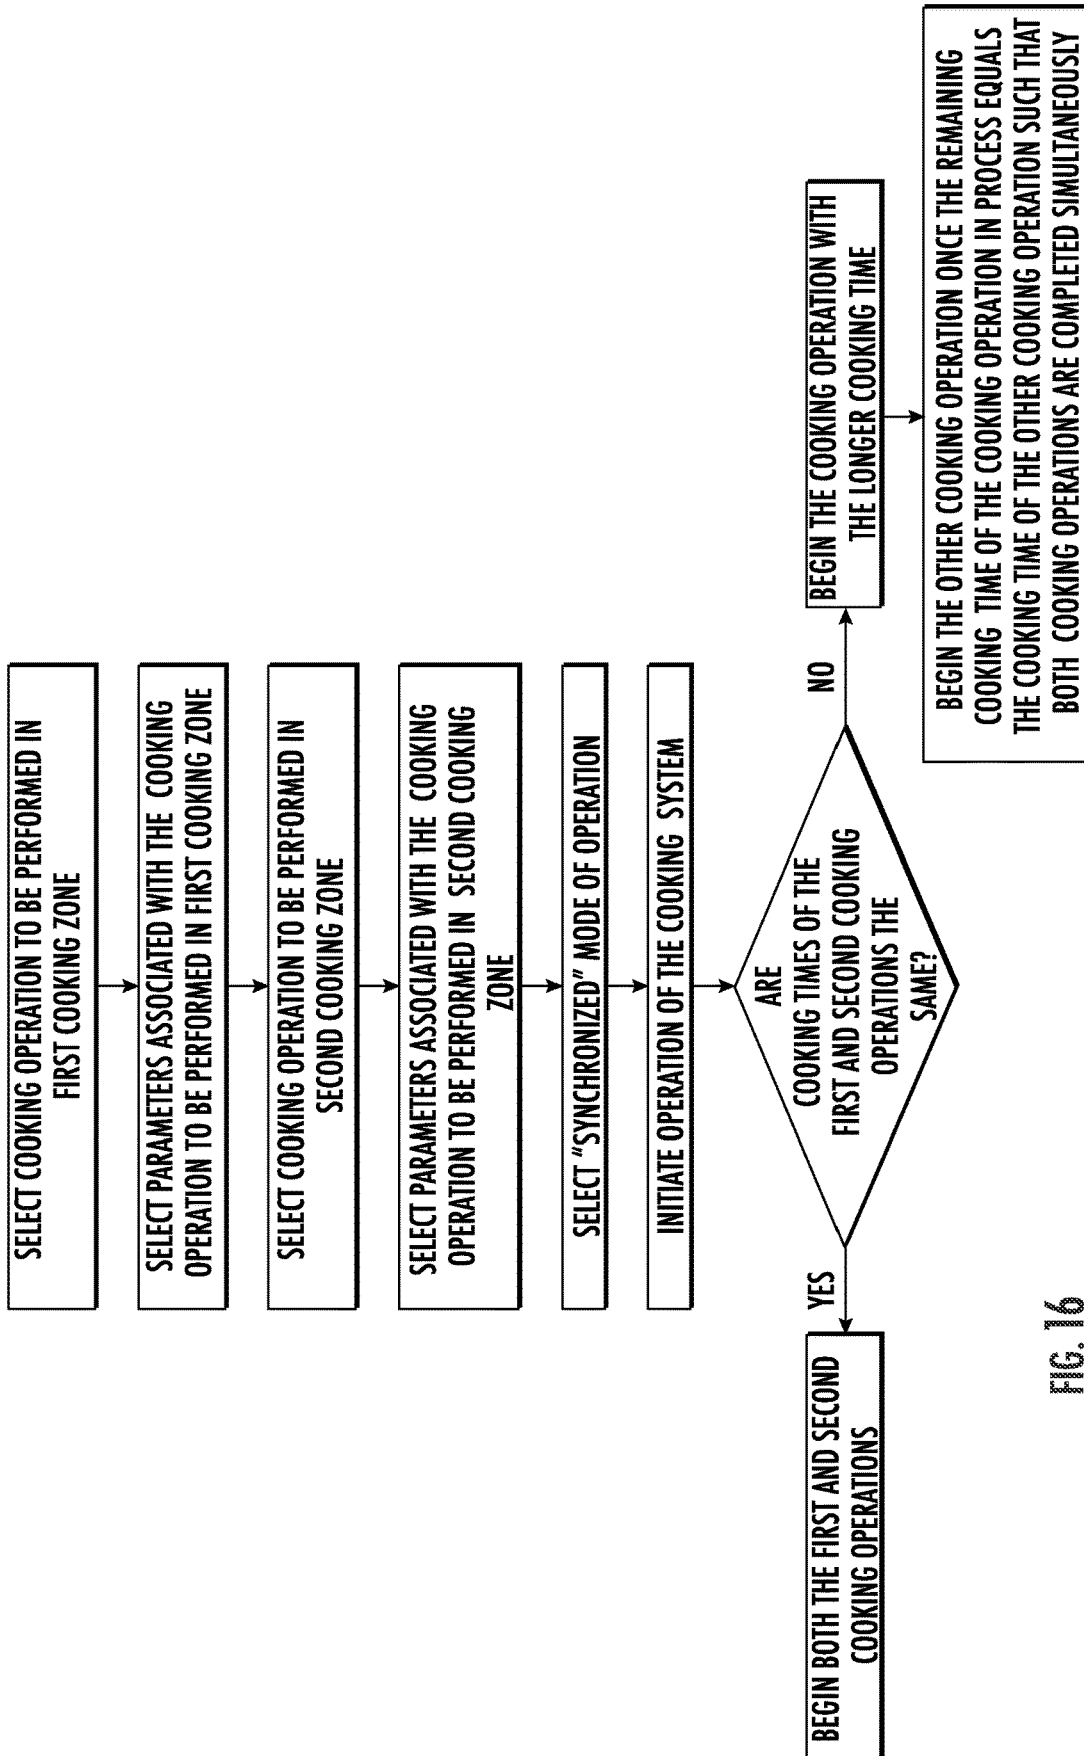 SELECT COOKING OPERATION TO BE PERFORMED IN
FIRST COOKING ZONE
SELECT PARAMETERS ASSOCIATED WITH THE COOKING
OPERATION TO BE PERFORMED IN FIRST COOKING ZONE
SELECT COOKING OPERATION TO BE PERFORMED IN
SECOND COOKING ZONE
SELECT PARAMETERS ASSOCIATED WITH THE COOKING
OPERATION TO BE PERFORMED IN SECOND COOKING
ZONE
SELECT "SYNCHRONIZED" MODE OF OPERATION
INITIATE OPERATION OF THE COOKING SYSTEM
ARE
COOKING TIMES OF THE
FIRST AND SECOND COOKING
OPERATIONS THE
SAME?
YES
NO
BEGIN BOTH THE FIRST AND SECOND
COOKING OPERATIONS
BEGIN THE COOKING OPERATION WITH
THE LONGER COOKING TIME
BEGIN THE OTHER COOKING OPERATION ONCE THE REMAINING
COOKING TIME OF THE COOKING OPERATION IN PROCESS EQUALS
THE COOKING TIME OF THE OTHER COOKING OPERATION SUCH THAT
BOTH COOKING OPERATIONS ARE COMPLETED SIMULTANEOUSLY
FIG. 16